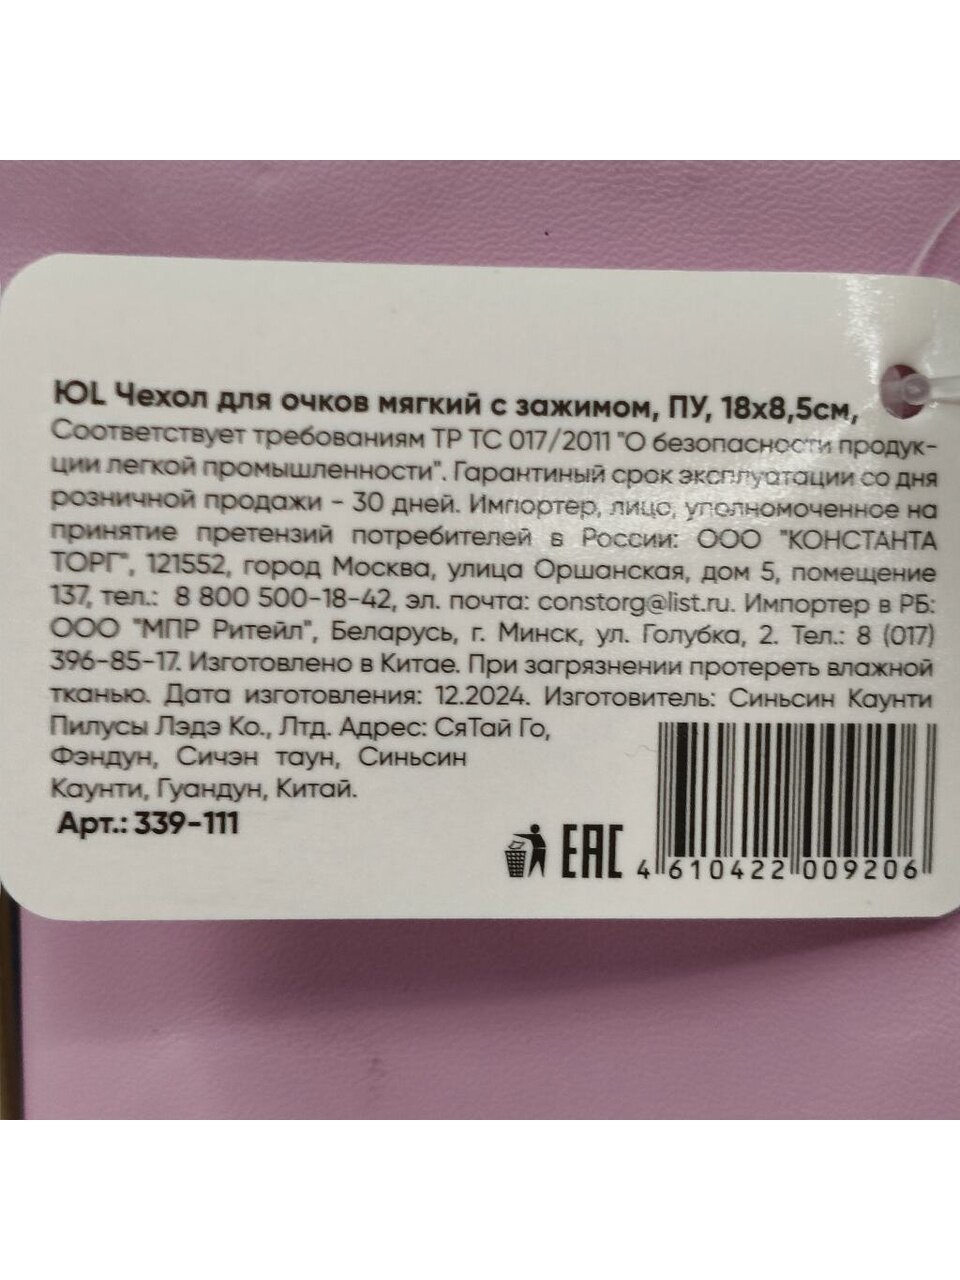 ЮL Чехол для очков мягкий с зажимом, ПУ, 18х8,5см,
Соответствует требованиям ТР ТС 017/2011 "О безопасности продук-
ции легкой промышленности". Гарантиный срок эксплуатации со дня
розничной продажи – 30 дней. Импортер, лицо, уполномоченное на
принятие претензий потребителей в России: ООО "КОНСТАНТА
ТОРГ", 121552, город Москва, улица Оршанская, дом 5, помещение
137, тел.: 8 800 500-18-42, эл. почта: constorg@list.ru. Импортер в РБ:
ООО "МПР Ритейл", Беларусь, г. Минск, ул. Голубка, 2. Тел.: 8 (017)
396-85-17. Изготовлено в Китае. При загрязнении протереть влажной
тканью. Дата изготовления: 12.2024. Изготовитель: Синьсин Каунти
Пилусы Лэдэ Ко., Лтд. Адрес: СяТай Го,
Фэндун, Сичэн таун, Синьсин
Каунти, Гуандун, Китай.
Арт.: 339-111
EAC
4 610422 009206